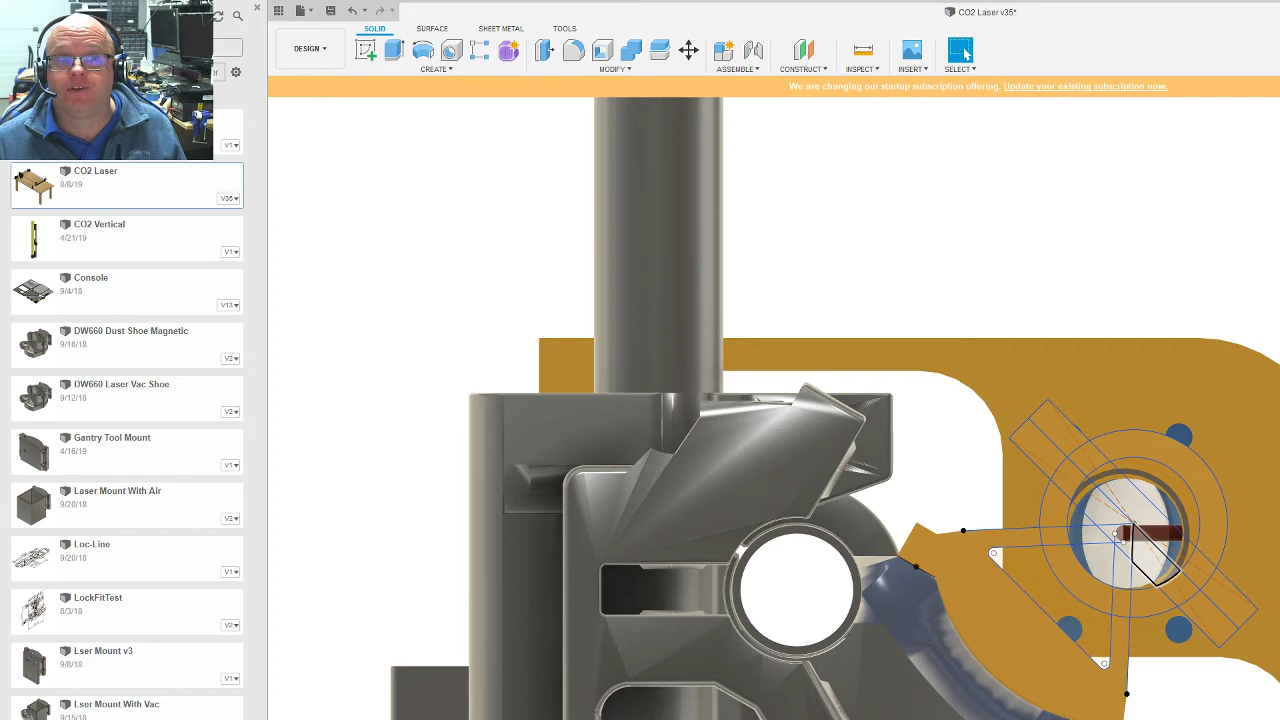 CO2 Laser v35*
SOLID
SURFACE
SHEET METAL
TOOLS
DESIGN
CREATE
MODIFY
ASSEMBLE
CONSTRUCT
INSPECT
INSERT
SELECT
We are changing our startup subscription offering. Update your existing subscription now.
V1
CO2 Laser
8/8/19
V35
CO2 Vertical
4/21/19
V1
Console
9/4/18
V13
DW660 Dust Shoe Magnetic
9/16/18
V2
DW660 Laser Vac Shoe
9/12/18
V2
Gantry Tool Mount
4/16/19
V1
Laser Mount With Air
9/20/18
V2
Loc-Line
9/20/18
V1
LockFitTest
8/3/18
V2
Lser Mount v3
9/8/18
V1
Lser Mount With Vac
9/15/18